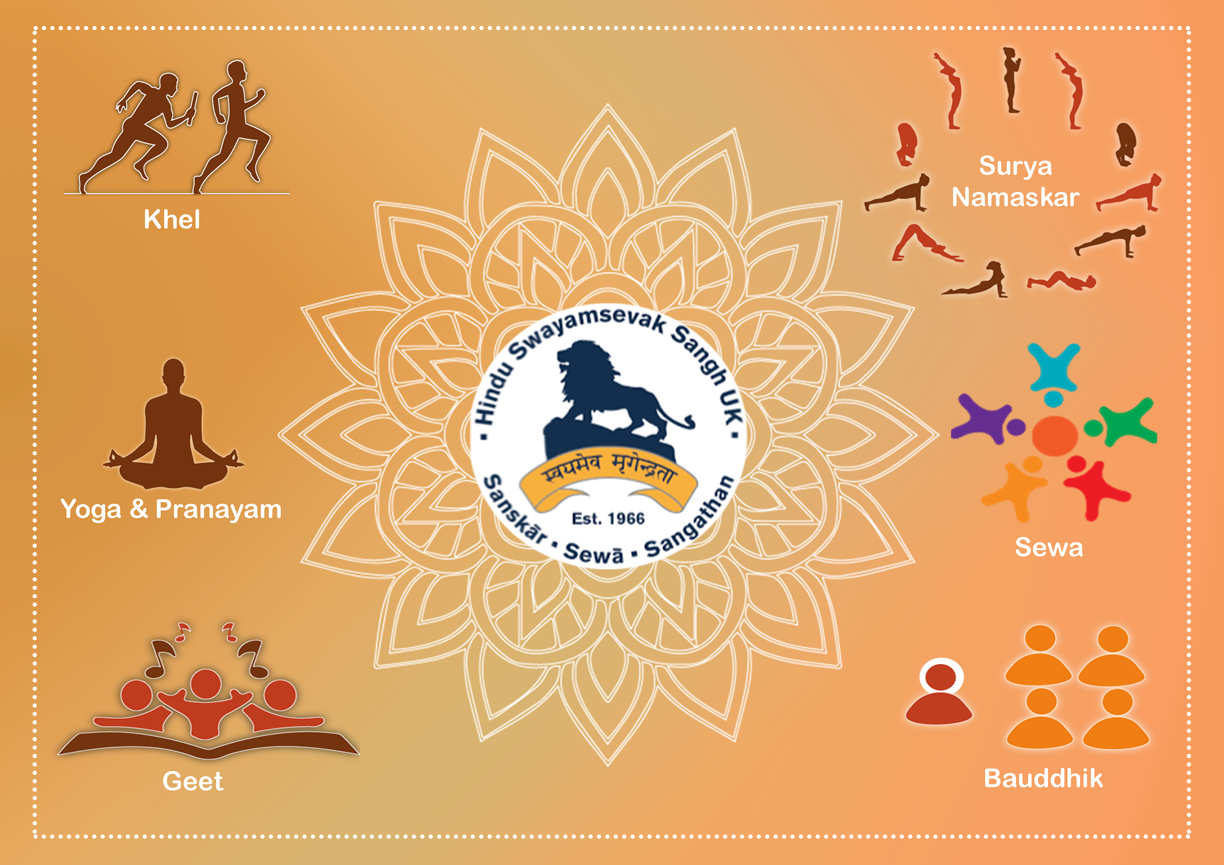 Khel
Surya
Namaskar
Hindu Swayamsevak Sangh UK
स्वयमेव मृगेन्द्रता
Est. 1966
Sanskār · Sewā · Sangathan
Yoga & Pranayam
Sewa
Geet
Bauddhik